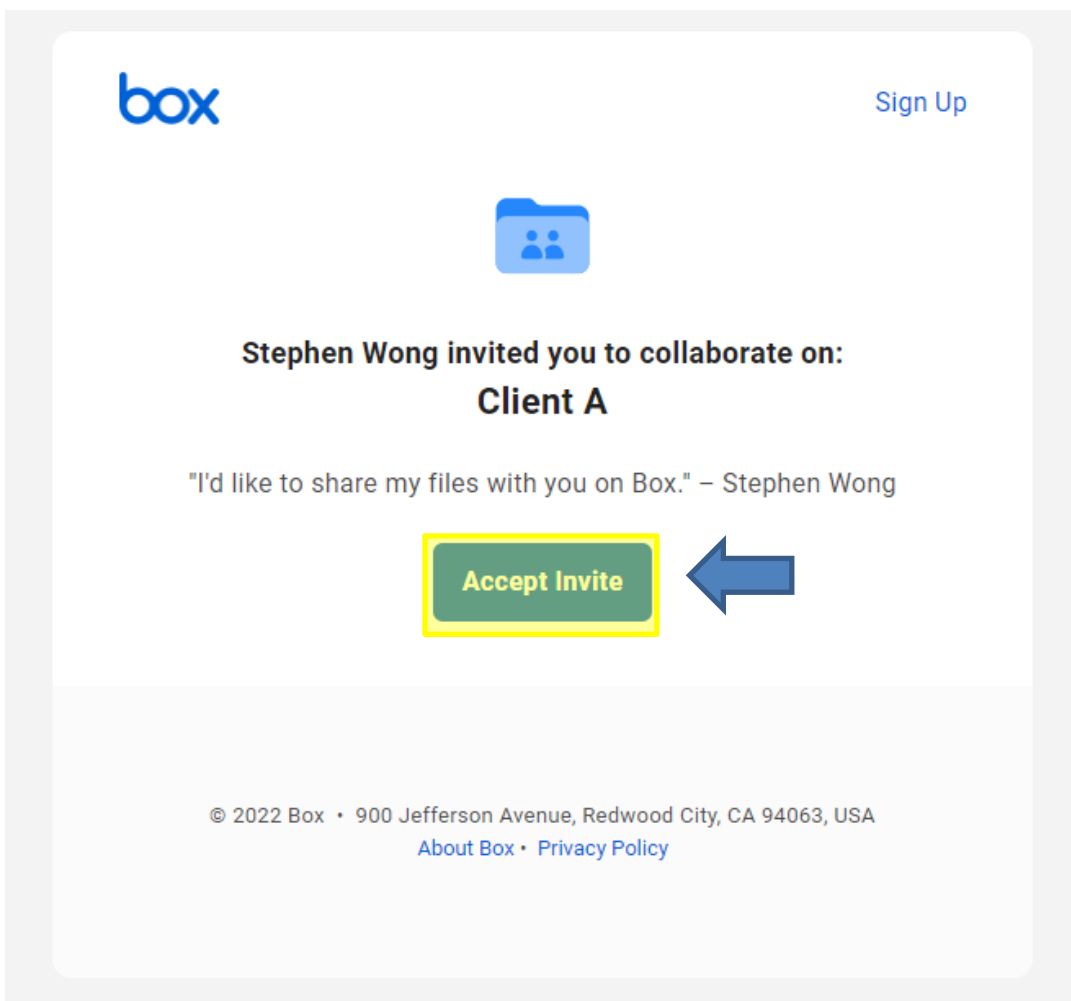 box
Sign Up
Stephen Wong invited you to collaborate on:
Client A
"I'd like to share my files with you on Box." – Stephen Wong
Accept Invite
© 2022 Box • 900 Jefferson Avenue, Redwood City, CA 94063, USA
About Box • Privacy Policy